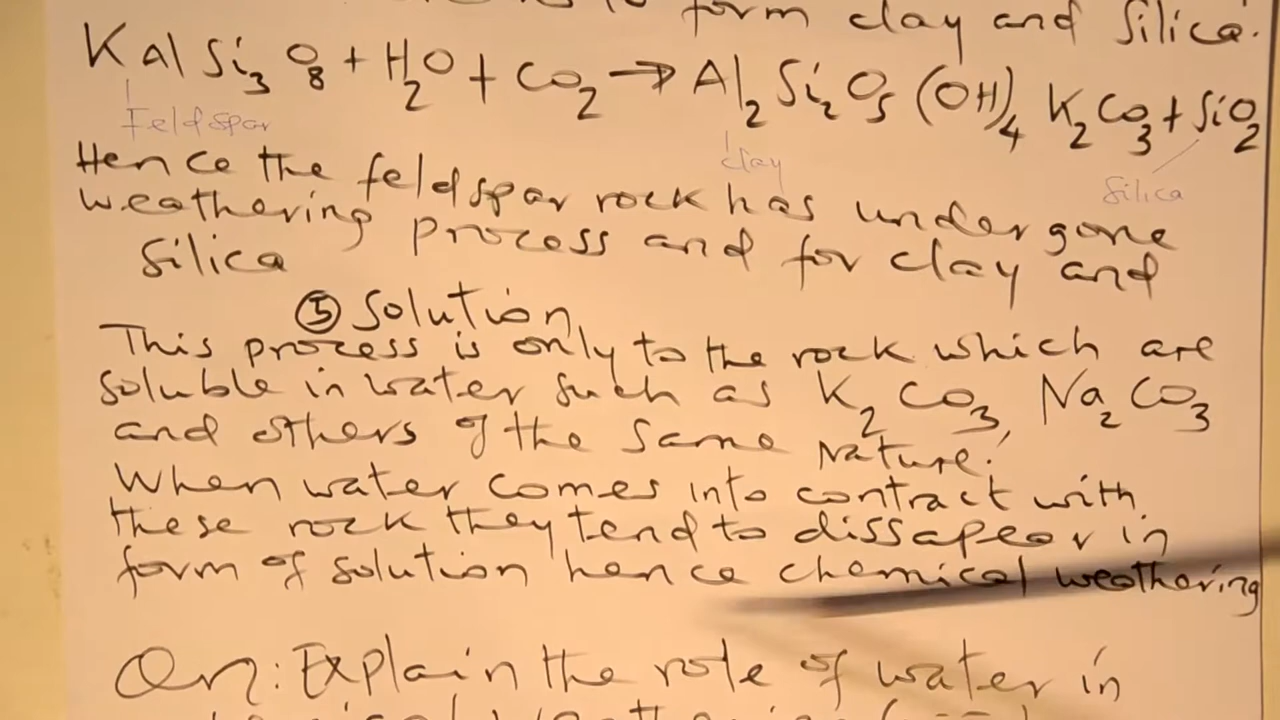 form clay and Silica.
KAlSi₃O₈ + H₂O + CO₂ → Al₂Si₂O₅(OH)₄ K₂CO₃ + SiO₂
Feldspar
clay
Silica
Hence the feldspar rock has undergone
weathering process and for clay and
Silica
⑤ Solution
This process is only to the rock which are
soluble in water such as K₂CO₃, Na₂CO₃
and others of the same Nature.
When water comes into contract with
these rock they tend to dissapear in
form of solution hence chemical weathering
Qn: Explain the role of water in